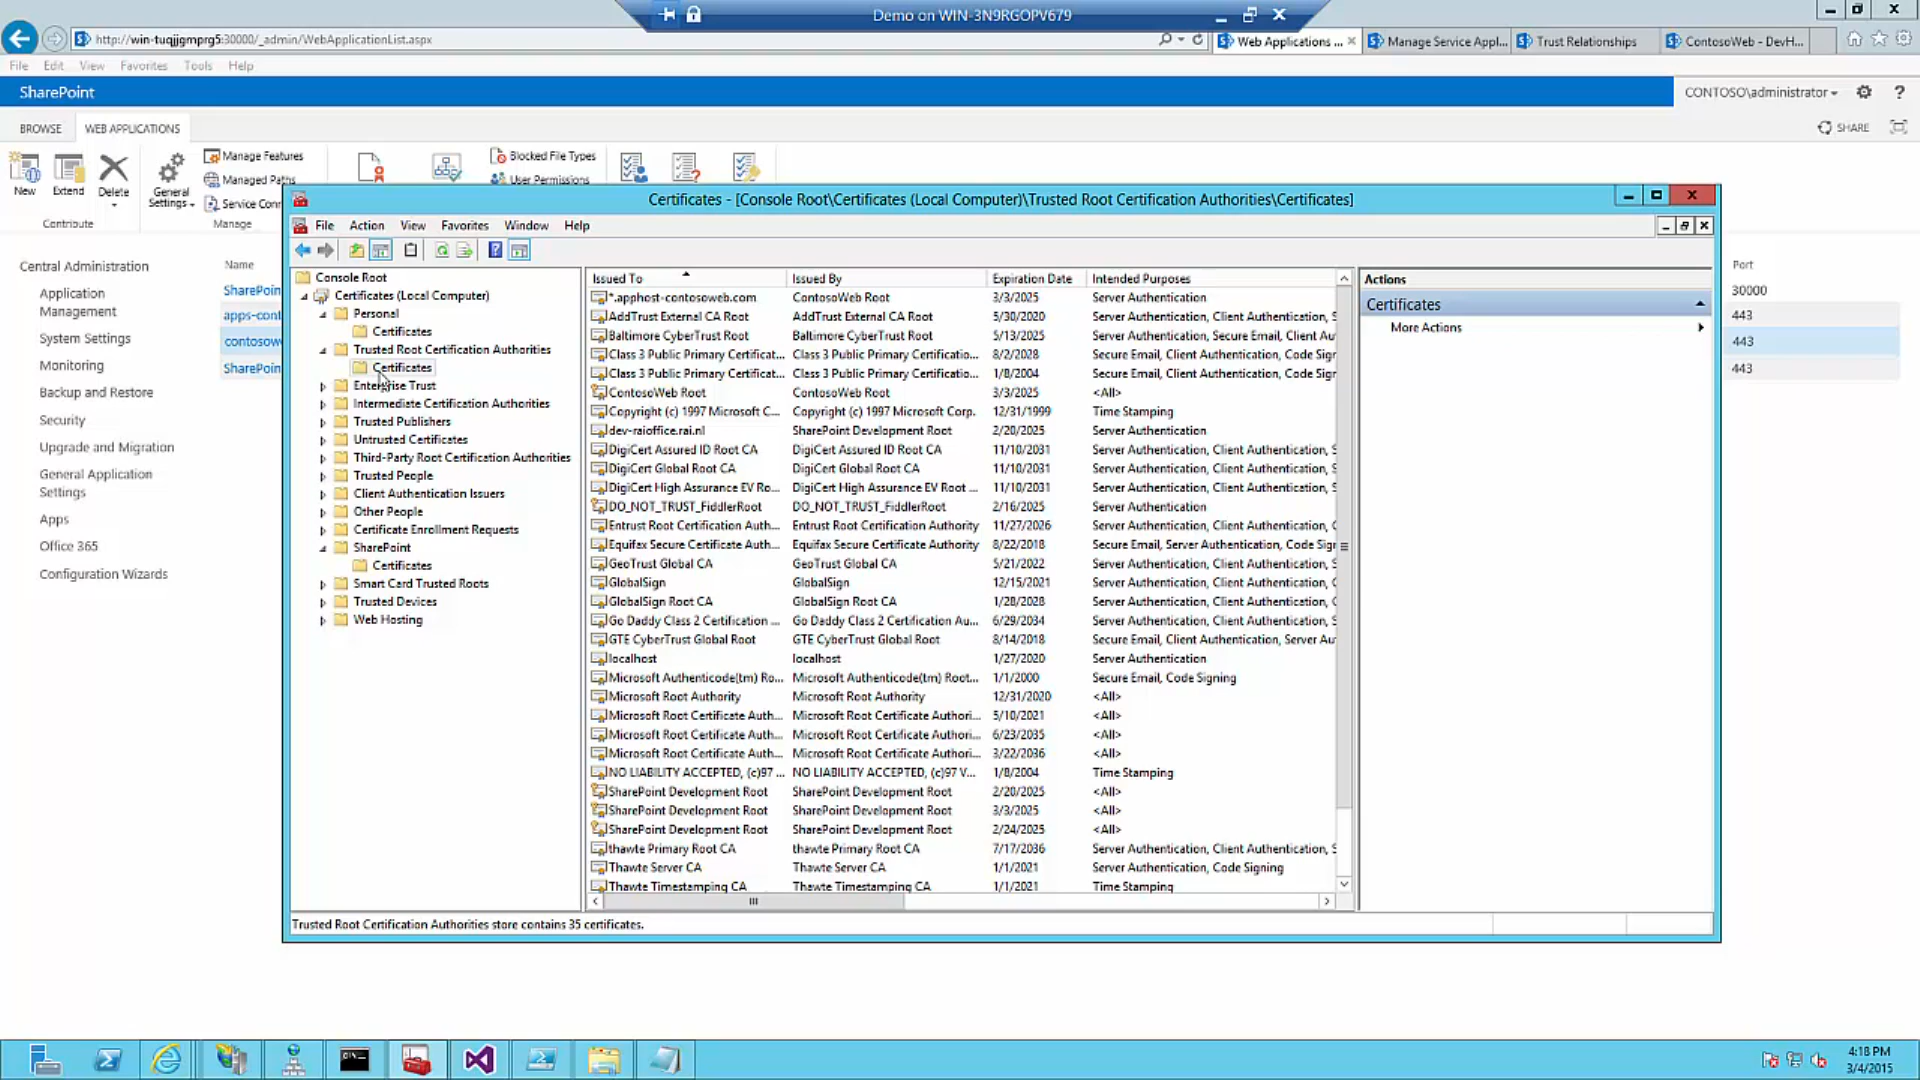 Demo on WIN-3N9RGOPV679
http://win-tuqjjgmprg5:30000/_admin/WebApplicationList.aspx
Web Applications ...
Manage Service Appl...
Trust Relationships
ContosoWeb - DevH...
File Edit View Favorites Tools Help
SharePoint
CONTOSO\administrator
?
BROWSE
WEB APPLICATIONS
SHARE
New
Extend
Delete
General Settings
Manage Features
Managed Paths
Service Con
Blocked File Types
User Permissions
Contribute
Manage
Certificates - [Console Root\Certificates (Local Computer)\Trusted Root Certification Authorities\Certificates]
File Action View Favorites Window Help
Central Administration
Application
Management
System Settings
Monitoring
Backup and Restore
Security
Upgrade and Migration
General Application
Settings
Apps
Office 365
Configuration Wizards
Name
SharePoin
apps-cont
contosow
SharePoin
Port
30000
443
443
443
Console Root
Certificates (Local Computer)
Personal
Certificates
Trusted Root Certification Authorities
Certificates
Enterprise Trust
Intermediate Certification Authorities
Trusted Publishers
Untrusted Certificates
Third-Party Root Certification Authorities
Trusted People
Client Authentication Issuers
Other People
Certificate Enrollment Requests
SharePoint
Certificates
Smart Card Trusted Roots
Trusted Devices
Web Hosting
Issued To Issued By Expiration Date Intended Purposes
*.apphost-contosoweb.com ContosoWeb Root 3/3/2025 Server Authentication
AddTrust External CA Root AddTrust External CA Root 5/30/2020 Server Authentication, Client Authentication, S
Baltimore CyberTrust Root Baltimore CyberTrust Root 5/13/2025 Server Authentication, Secure Email, Client Au
Class 3 Public Primary Certificat... Class 3 Public Primary Certificatio... 8/2/2028 Secure Email, Client Authentication, Code Sigr
Class 3 Public Primary Certificat... Class 3 Public Primary Certificatio... 1/8/2004 Secure Email, Client Authentication, Code Sigr
ContosoWeb Root ContosoWeb Root 3/3/2025 <All>
Copyright (c) 1997 Microsoft C... Copyright (c) 1997 Microsoft Corp. 12/31/1999 Time Stamping
dev-raioffice.rai.nl SharePoint Development Root 2/20/2025 Server Authentication
DigiCert Assured ID Root CA DigiCert Assured ID Root CA 11/10/2031 Server Authentication, Client Authentication, S
DigiCert Global Root CA DigiCert Global Root CA 11/10/2031 Server Authentication, Client Authentication, S
DigiCert High Assurance EV Ro... DigiCert High Assurance EV Root ... 11/10/2031 Server Authentication, Client Authentication, S
DO_NOT_TRUST_FiddlerRoot DO_NOT_TRUST_FiddlerRoot 2/16/2025 Server Authentication
Entrust Root Certification Auth... Entrust Root Certification Authority 11/27/2026 Server Authentication, Client Authentication, C
Equifax Secure Certificate Auth... Equifax Secure Certificate Authority 8/22/2018 Secure Email, Server Authentication, Code Sigr
GeoTrust Global CA GeoTrust Global CA 5/21/2022 Server Authentication, Client Authentication, S
GlobalSign GlobalSign 12/15/2021 Server Authentication, Client Authentication, C
GlobalSign Root CA GlobalSign Root CA 1/28/2028 Server Authentication, Client Authentication, C
Go Daddy Class 2 Certification ... Go Daddy Class 2 Certification Au... 6/29/2034 Server Authentication, Client Authentication, S
GTE CyberTrust Global Root GTE CyberTrust Global Root 8/14/2018 Secure Email, Client Authentication, Server Au
localhost localhost 1/27/2020 Server Authentication
Microsoft Authenticode(tm) Ro... Microsoft Authenticode(tm) Root... 1/1/2000 Secure Email, Code Signing
Microsoft Root Authority Microsoft Root Authority 12/31/2020 <All>
Microsoft Root Certificate Auth... Microsoft Root Certificate Authori... 5/10/2021 <All>
Microsoft Root Certificate Auth... Microsoft Root Certificate Authori... 6/23/2035 <All>
Microsoft Root Certificate Auth... Microsoft Root Certificate Authori... 3/22/2036 <All>
NO LIABILITY ACCEPTED, (c)97 ... NO LIABILITY ACCEPTED, (c)97 V... 1/8/2004 Time Stamping
SharePoint Development Root SharePoint Development Root 2/20/2025 <All>
SharePoint Development Root SharePoint Development Root 3/3/2025 <All>
SharePoint Development Root SharePoint Development Root 2/24/2025 <All>
thawte Primary Root CA thawte Primary Root CA 7/17/2036 Server Authentication, Client Authentication, S
Thawte Server CA Thawte Server CA 1/1/2021 Server Authentication, Code Signing
Thawte Timestamping CA Thawte Timestamping CA 1/1/2021 Time Stamping
Actions
Certificates
More Actions
Trusted Root Certification Authorities store contains 35 certificates.
4:18 PM
3/4/2015